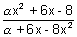 αx² + 6x - 8
α + 6x - 8x²